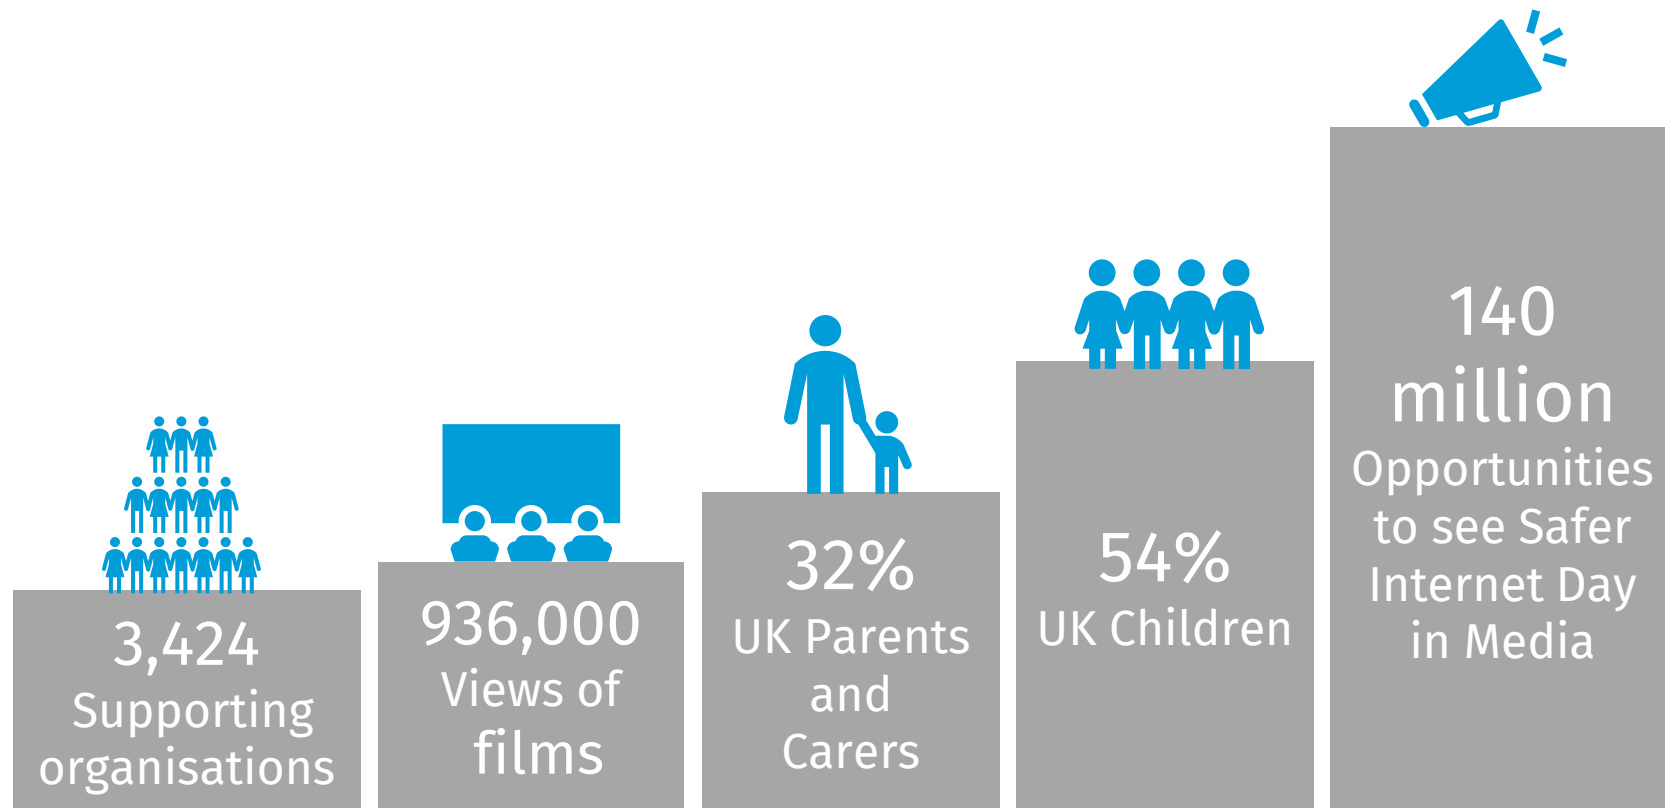 3,424
Supporting
organisations
936,000
Views of
films
32%
UK Parents
and
Carers
54%
UK Children
140
million
Opportunities
to see Safer
Internet Day
in Media